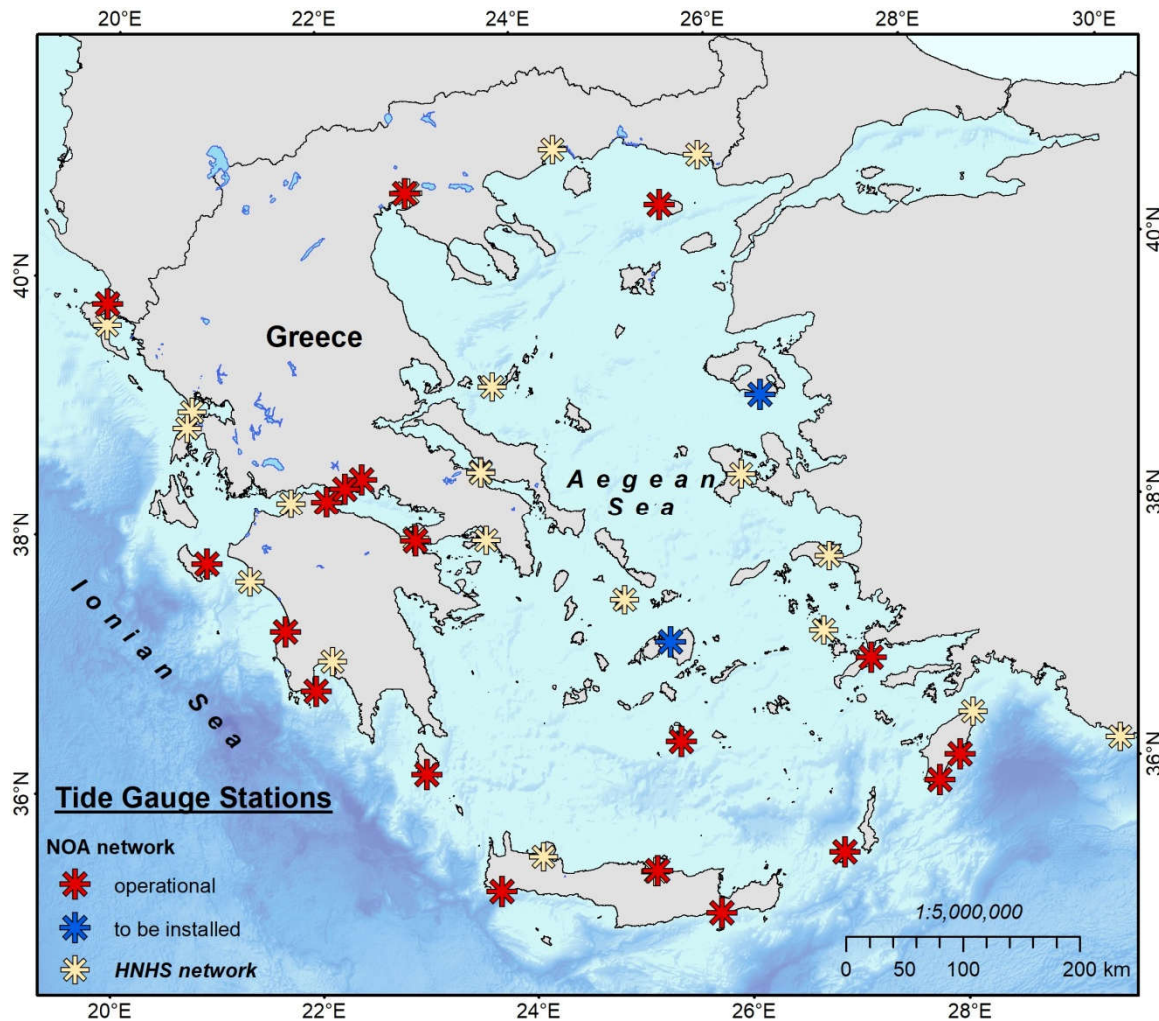 20°E 22°E 24°E 26°E 28°E 30°E
40°N
40°N
Greece
Aegean
Sea
38°N
38°N
Ionian Sea
36°N
36°N
Tide Gauge Stations
NOA network
operational
to be installed
HNHS network
1:5,000,000
0 50 100 200 km
20°E 22°E 24°E 26°E 28°E